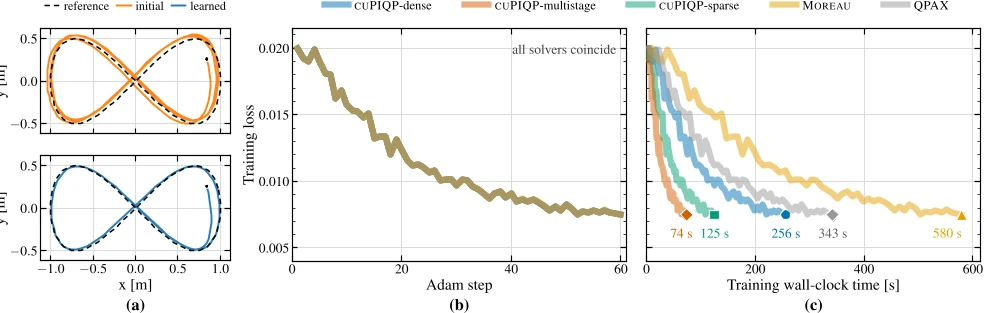 reference initial learned
cuPIQP-dense cuPIQP-multistage cuPIQP-sparse Moreau QPAX
0.5
0.0
−0.5
y [m]
0.5
0.0
−0.5
y [m]
−1.0 −0.5 0.0 0.5 1.0
x [m]
(a)
all solvers coincide
0.020
0.015
0.010
0.005
Training loss
0 20 40 60
Adam step
(b)
74 s 125 s 256 s 343 s 580 s
0 200 400 600
Training wall-clock time [s]
(c)